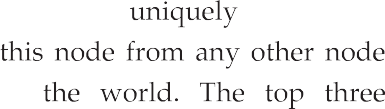 uniquely
this node from any other node
the world. The top three